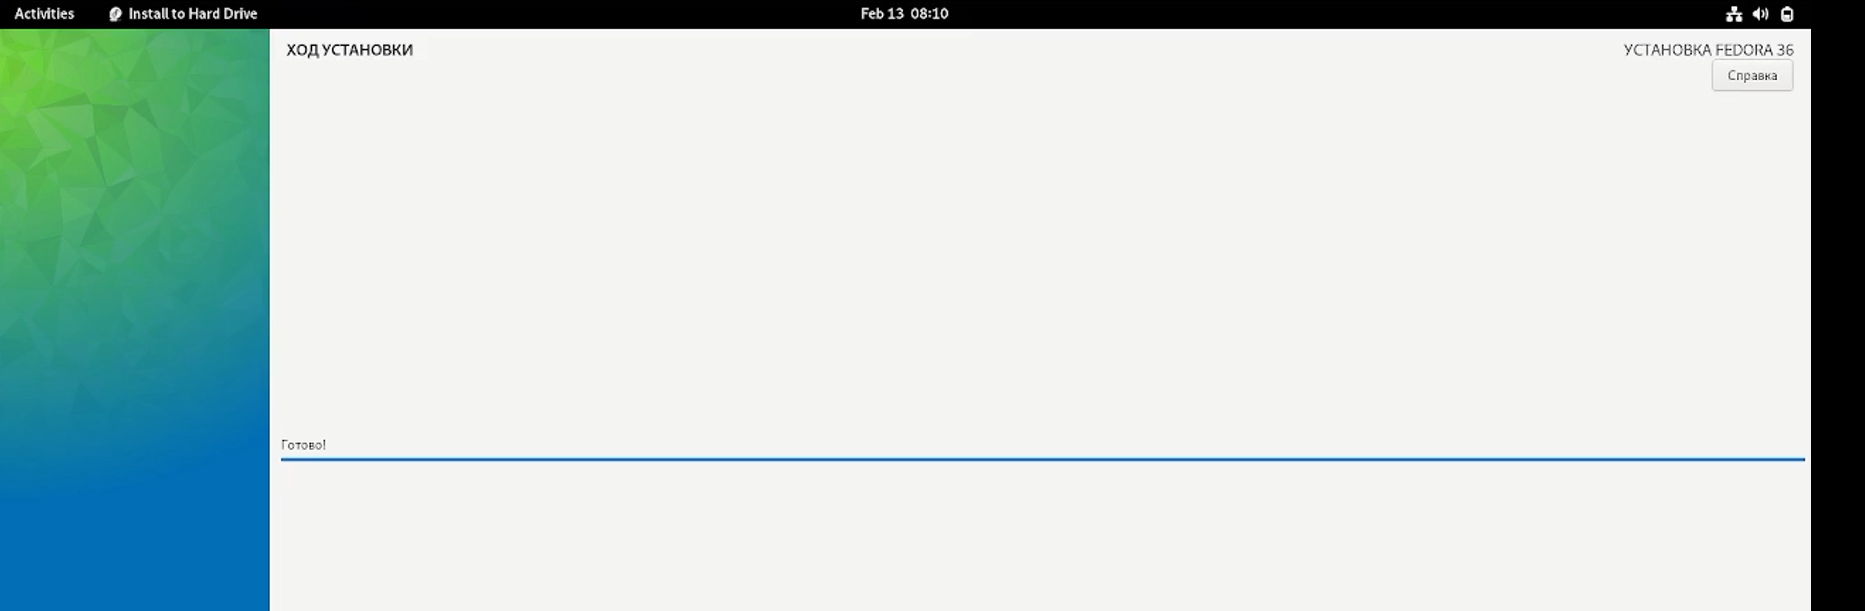 Activities Install to Hard Drive Feb 13 08:10
ХОД УСТАНОВКИ УСТАНОВКА FEDORA 36
Справка
Готово!